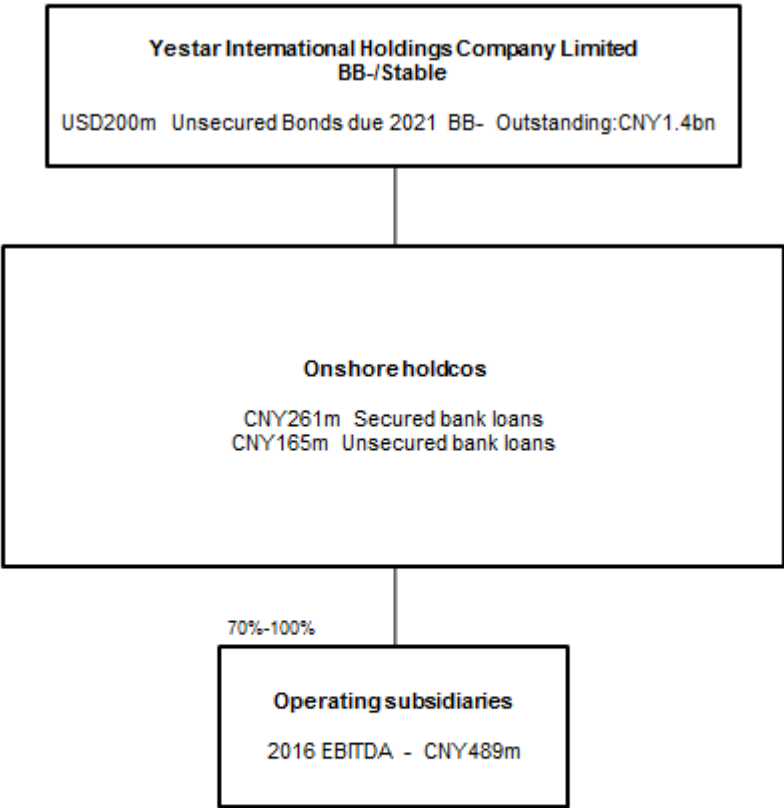 Yestar International Holdings Company Limited
BB-/Stable
USD200m Unsecured Bonds due 2021 BB- Outstanding:CNY1.4bn
Onshore holdcos
CNY261m Secured bank loans
CNY165m Unsecured bank loans
70%-100%
Operating subsidiaries
2016 EBITDA - CNY489m